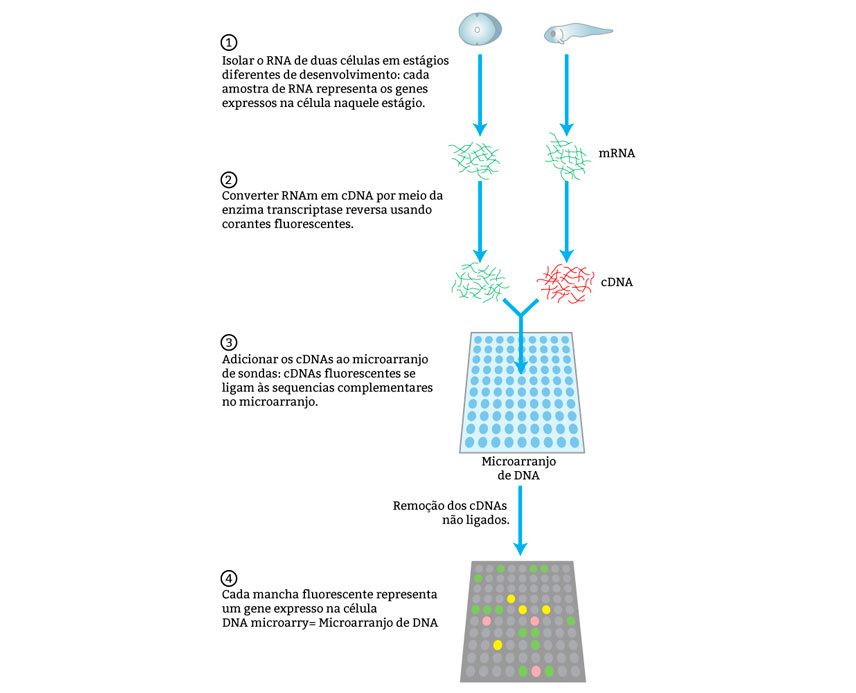 1
Isolar o RNA de duas células em estágios
diferentes de desenvolvimento: cada
amostra de RNA representa os genes
expressos na célula naquele estágio.
mRNA
2
Converter RNAm em cDNA por meio da
enzima transcriptase reversa usando
corantes fluorescentes.
cDNA
3
Adicionar os cDNAs ao microarranjo
de sondas: cDNAs fluorescentes se
ligam às sequencias complementares
no microarranjo.
Microarranjo
de DNA
Remoção dos cDNAs
não ligados.
4
Cada mancha fluorescente representa
um gene expresso na célula
DNA microarry= Microarranjo de DNA